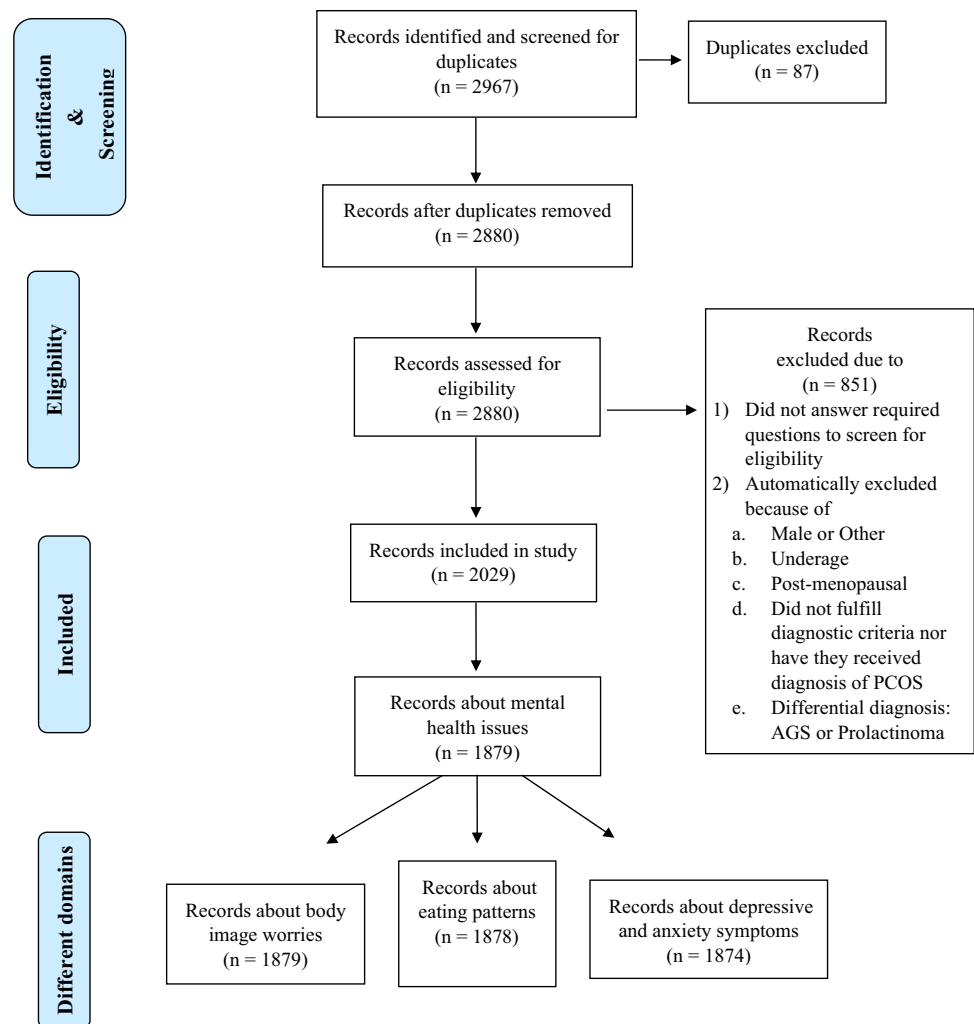 Identification
&
Screening
Records identified and screened for
duplicates
(n = 2967)
Duplicates excluded
(n = 87)
Records after duplicates removed
(n = 2880)
Eligibility
Records assessed for
eligibility
(n = 2880)
Records
excluded due to
(n = 851)
1) Did not answer required
questions to screen for
eligibility
2) Automatically excluded
because of
a. Male or Other
b. Underage
c. Post-menopausal
d. Did not fulfill
diagnostic criteria nor
have they received
diagnosis of PCOS
e. Differential diagnosis:
AGS or Prolactinoma
Included
Records included in study
(n = 2029)
Records about mental
health issues
(n = 1879)
Different domains
Records about body
image worries
(n = 1879)
Records about
eating patterns
(n = 1878)
Records about depressive
and anxiety symptoms
(n = 1874)